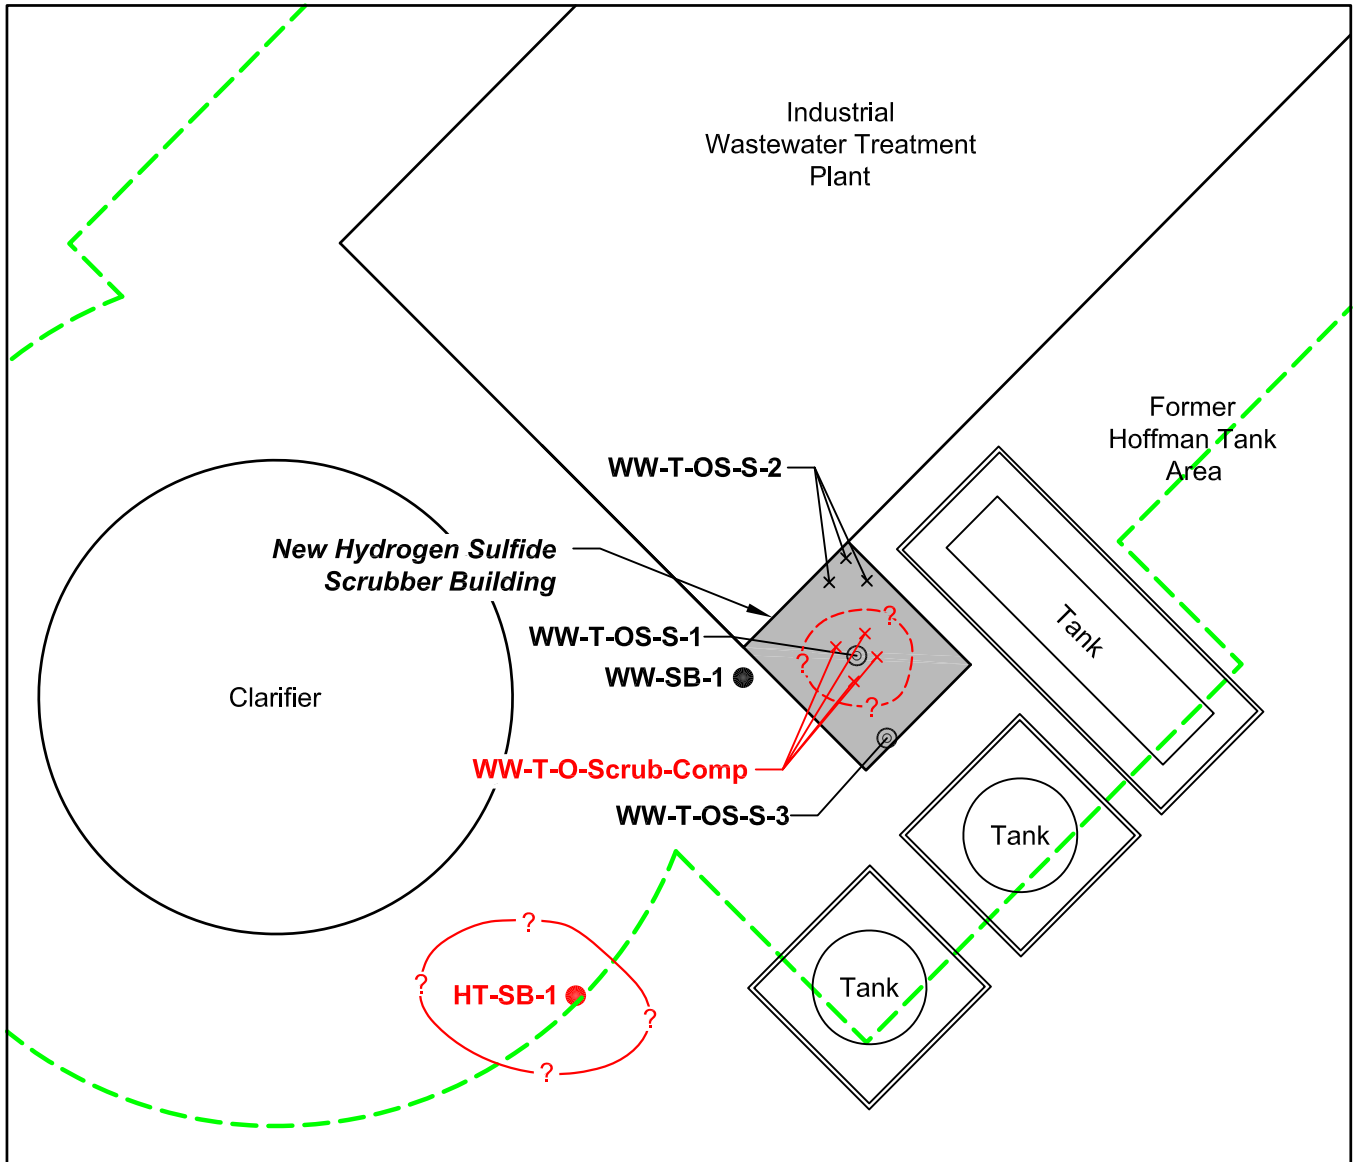 Industrial
Wastewater Treatment
Plant
Former
Hoffman Tank
Area
WW-T-OS-S-2
New Hydrogen Sulfide
Scrubber Building
?
Tank
WW-T-OS-S-1
?
WW-SB-1
Clarifier
?
WW-T-O-Scrub-Comp
WW-T-OS-S-3
Tank
?
?
HT-SB-1
Tank
?
?